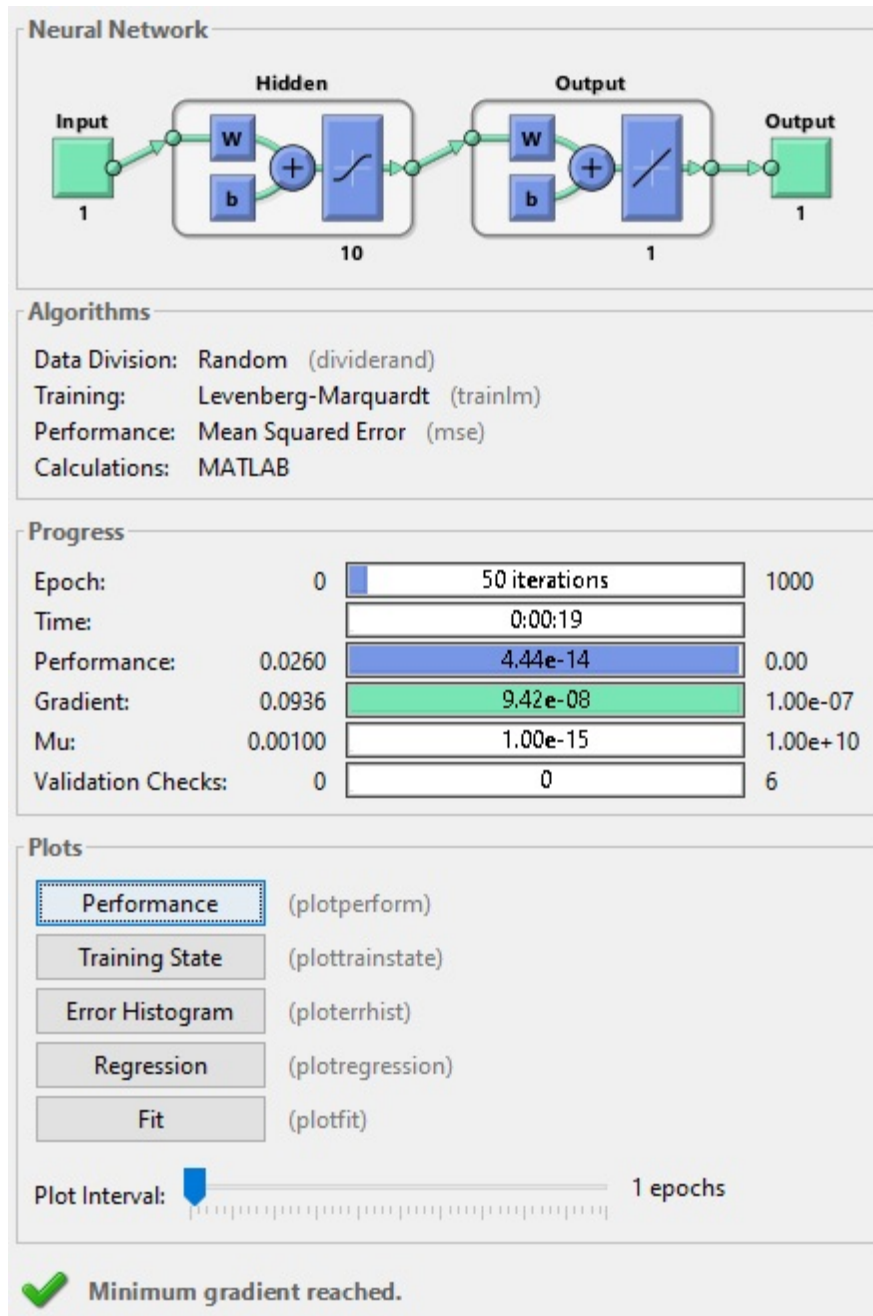 Neural Network
Hidden Output
Input Output
W W
+ +
b b
1 1
10 1
Algorithms
Data Division: Random (dividerand)
Training: Levenberg-Marquardt (trainlm)
Performance: Mean Squared Error (mse)
Calculations: MATLAB
Progress
Epoch: 0 50 iterations 1000
Time: 0:00:19
Performance: 0.0260 4.44e-14 0.00
Gradient: 0.0936 9.42e-08 1.00e-07
Mu: 0.00100 1.00e-15 1.00e+10
Validation Checks: 0 0 6
Plots
Performance (plotperform)
Training State (plottrainstate)
Error Histogram (ploterrhist)
Regression (plotregression)
Fit (plotfit)
Plot Interval: 1 epochs
Minimum gradient reached.